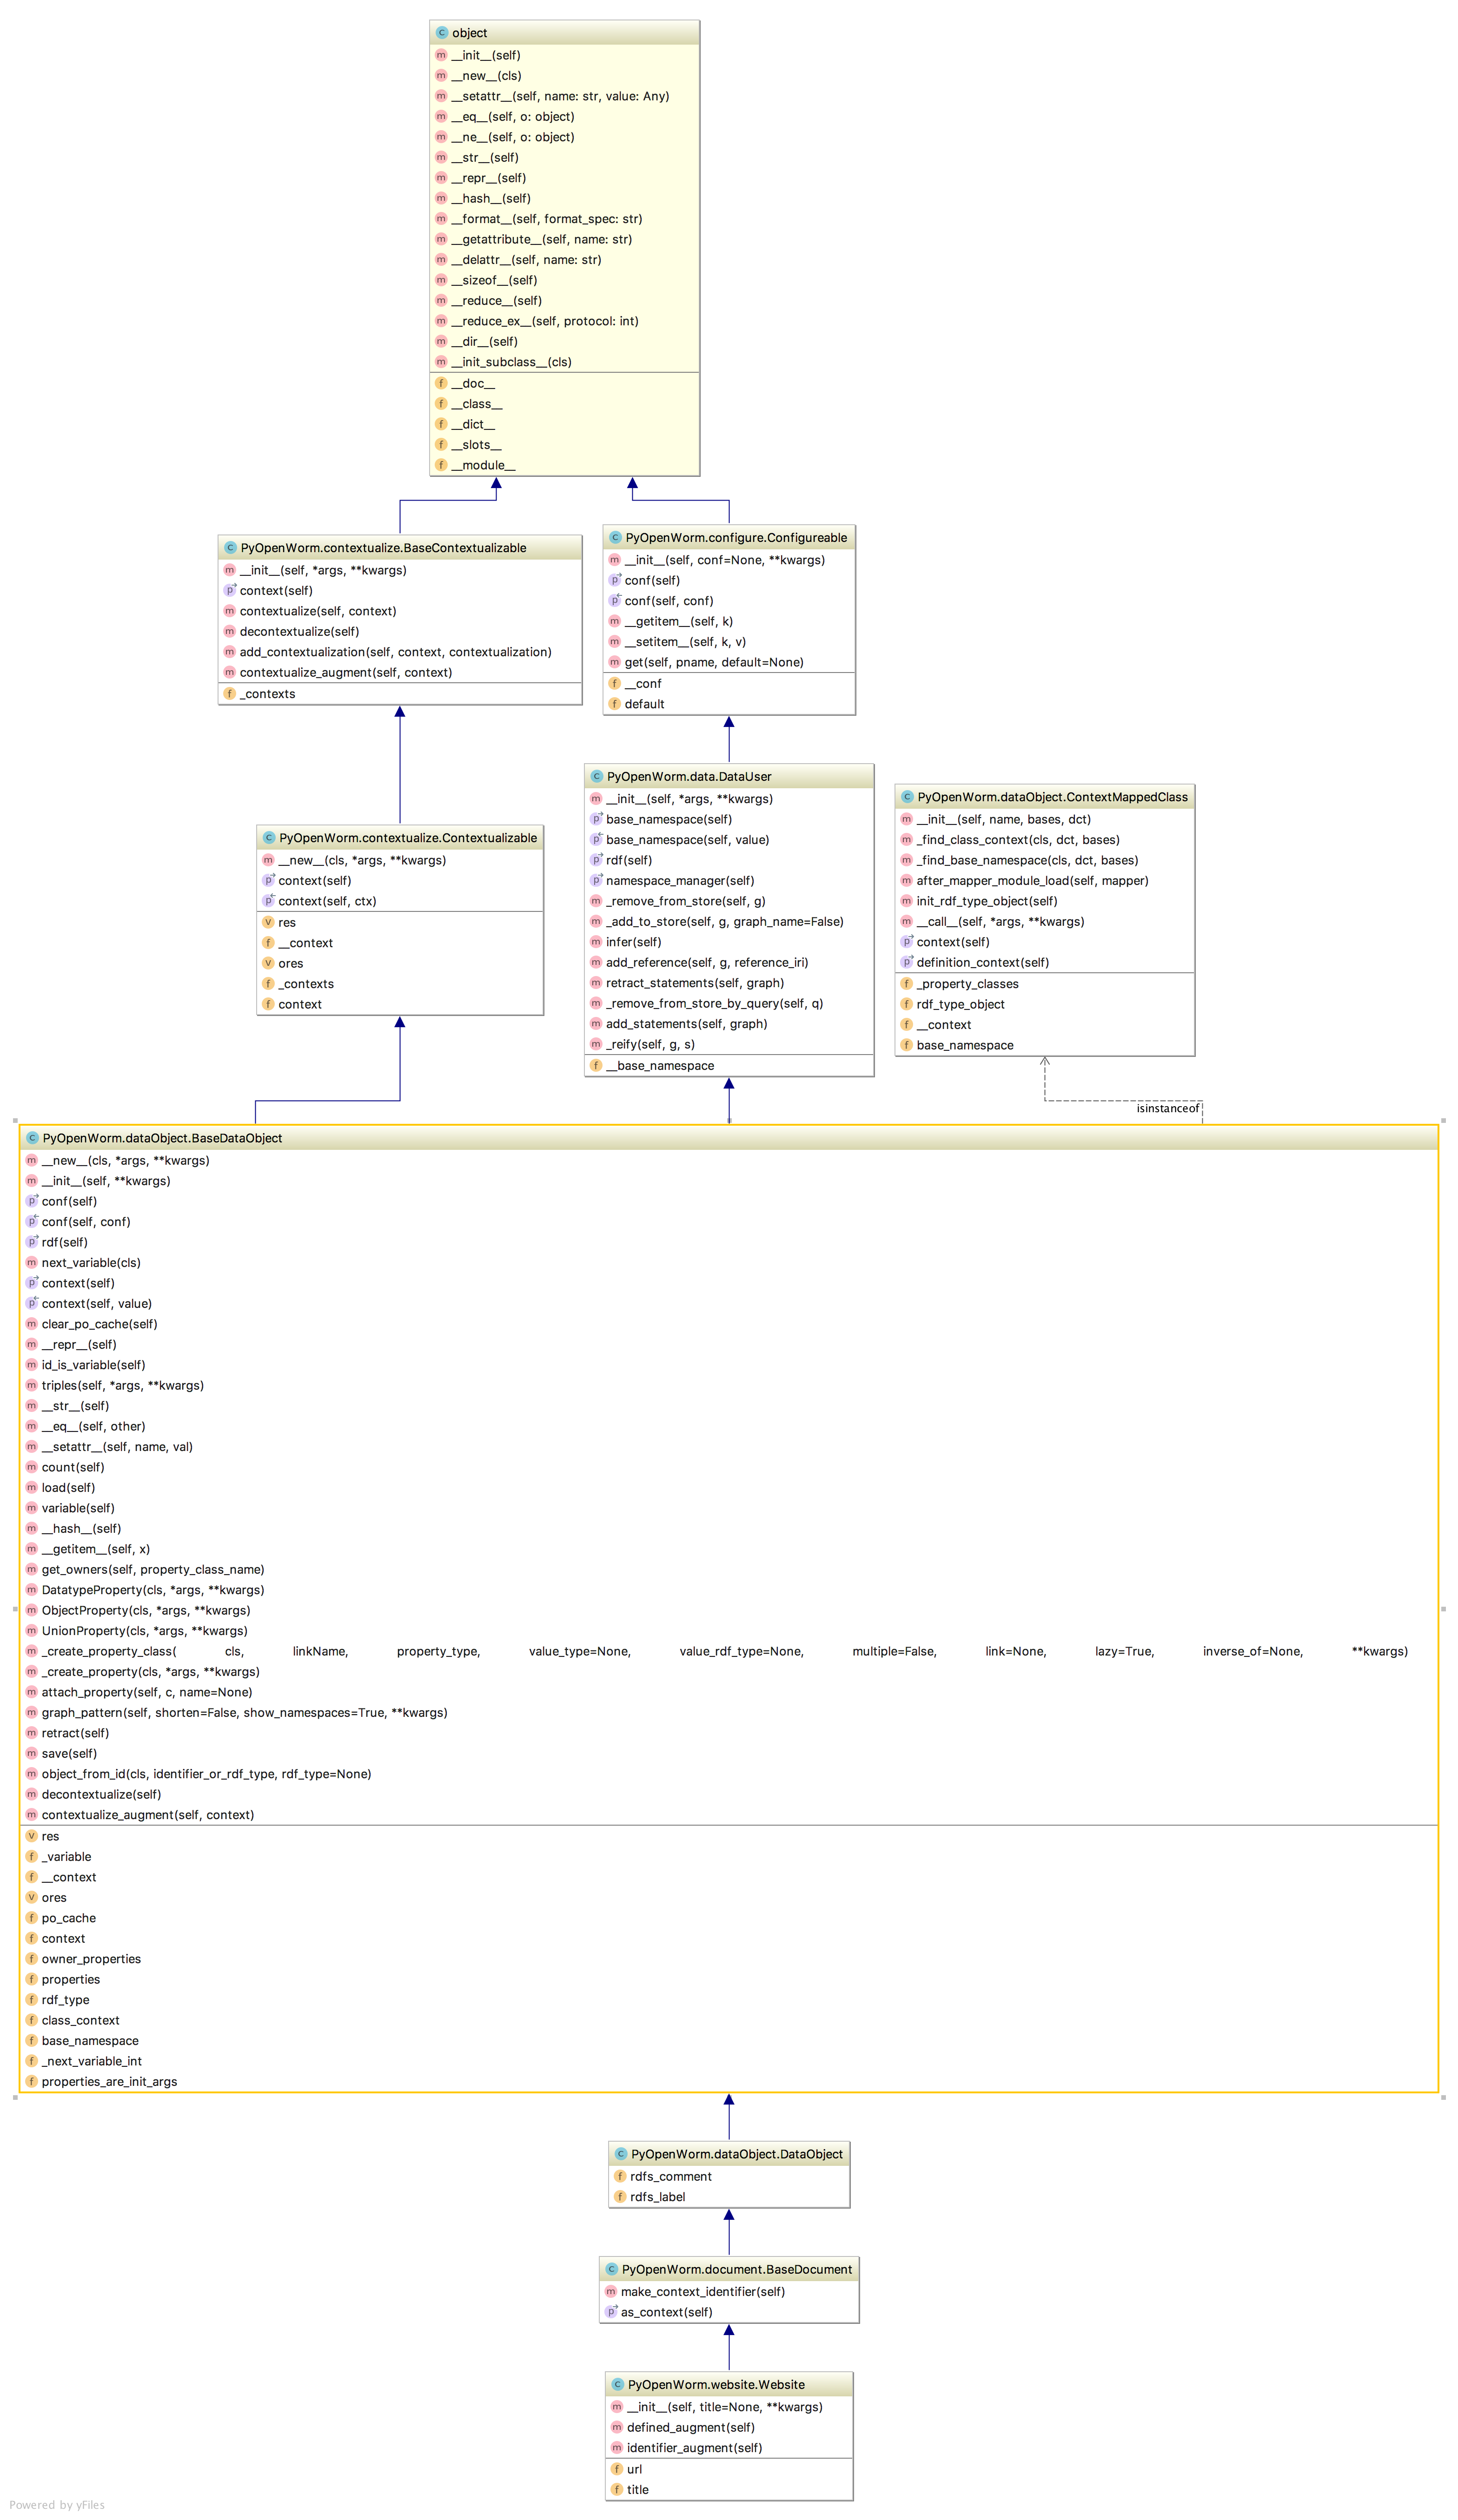 object
__init__(self)
__new__(cls)
__setattr__(self, name: str, value: Any)
__eq__(self, o: object)
__ne__(self, o: object)
__str__(self)
__repr__(self)
__hash__(self)
__format__(self, format_spec: str)
__getattribute__(self, name: str)
__delattr__(self, name: str)
__sizeof__(self)
__reduce__(self)
__reduce_ex__(self, protocol: int)
__dir__(self)
__init_subclass__(cls)
__doc__
__class__
__dict__
__slots__
__module__
PyOpenWorm.contextualize.BaseContextualizable
__init__(self, *args, **kwargs)
context(self)
contextualize(self, context)
decontextualize(self)
add_contextualization(self, context, contextualization)
contextualize_augment(self, context)
_contexts
PyOpenWorm.configure.Configureable
__init__(self, conf=None, **kwargs)
conf(self)
conf(self, conf)
__getitem__(self, k)
__setitem__(self, k, v)
get(self, pname, default=None)
__conf
default
PyOpenWorm.contextualize.Contextualizable
__new__(cls, *args, **kwargs)
context(self)
context(self, ctx)
res
__context
ores
_contexts
context
PyOpenWorm.data.DataUser
__init__(self, *args, **kwargs)
base_namespace(self)
base_namespace(self, value)
rdf(self)
namespace_manager(self)
_remove_from_store(self, g)
_add_to_store(self, g, graph_name=False)
infer(self)
add_reference(self, g, reference_iri)
retract_statements(self, graph)
_remove_from_store_by_query(self, q)
add_statements(self, graph)
_reify(self, g, s)
__base_namespace
PyOpenWorm.dataObject.ContextMappedClass
__init__(self, name, bases, dct)
_find_class_context(cls, dct, bases)
_find_base_namespace(cls, dct, bases)
after_mapper_module_load(self, mapper)
init_rdf_type_object(self)
__call__(self, *args, **kwargs)
context(self)
definition_context(self)
_property_classes
rdf_type_object
__context
base_namespace
isinstanceof
PyOpenWorm.dataObject.BaseDataObject
__new__(cls, *args, **kwargs)
__init__(self, **kwargs)
conf(self)
conf(self, conf)
rdf(self)
next_variable(cls)
context(self)
context(self, value)
clear_po_cache(self)
__repr__(self)
id_is_variable(self)
triples(self, *args, **kwargs)
__str__(self)
__eq__(self, other)
__setattr__(self, name, val)
count(self)
load(self)
variable(self)
__hash__(self)
__getitem__(self, x)
get_owners(self, property_class_name)
DatatypeProperty(cls, *args, **kwargs)
ObjectProperty(cls, *args, **kwargs)
UnionProperty(cls, *args, **kwargs)
_create_property_class( cls, linkName, property_type, value_type=None, value_rdf_type=None, multiple=False, link=None, lazy=True, inverse_of=None, **kwargs)
_create_property(cls, *args, **kwargs)
attach_property(self, c, name=None)
graph_pattern(self, shorten=False, show_namespaces=True, **kwargs)
retract(self)
save(self)
object_from_id(cls, identifier_or_rdf_type, rdf_type=None)
decontextualize(self)
contextualize_augment(self, context)
res
_variable
__context
ores
po_cache
context
owner_properties
properties
rdf_type
class_context
base_namespace
_next_variable_int
properties_are_init_args
PyOpenWorm.dataObject.DataObject
rdfs_comment
rdfs_label
PyOpenWorm.document.BaseDocument
make_context_identifier(self)
as_context(self)
PyOpenWorm.website.Website
__init__(self, title=None, **kwargs)
defined_augment(self)
identifier_augment(self)
url
title
Powered by yFiles